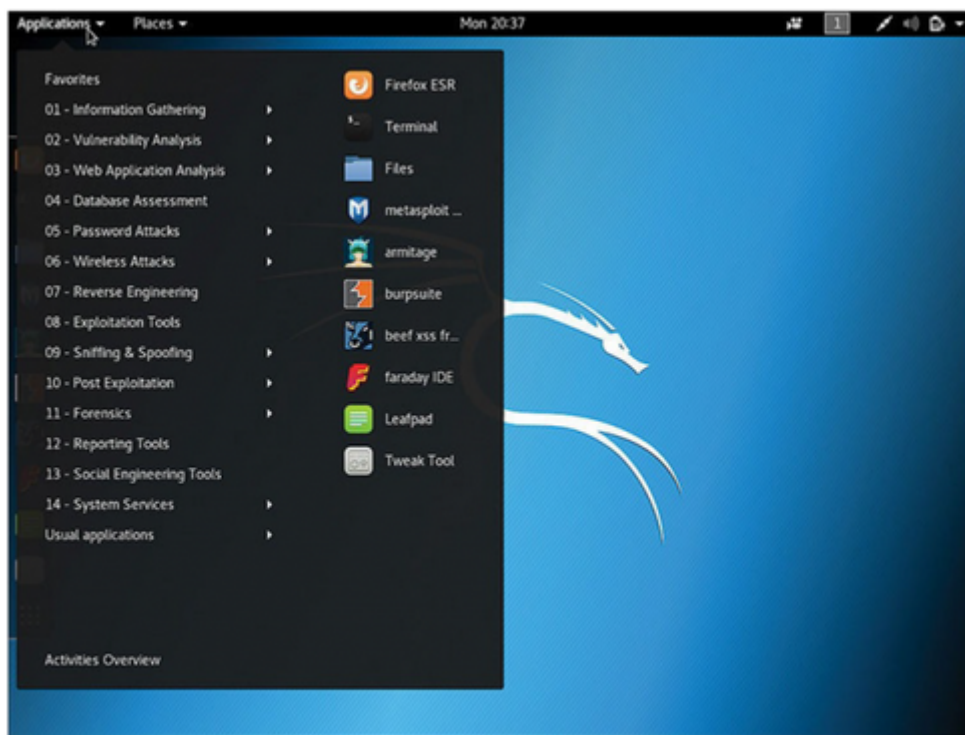 Applications Places Mon 20:37 1
Favorites
01 - Information Gathering
02 - Vulnerability Analysis
03 - Web Application Analysis
04 - Database Assessment
05 - Password Attacks
06 - Wireless Attacks
07 - Reverse Engineering
08 - Exploitation Tools
09 - Sniffing & Spoofing
10 - Post Exploitation
11 - Forensics
12 - Reporting Tools
13 - Social Engineering Tools
14 - System Services
Usual applications
Activities Overview
Firefox ESR
Terminal
Files
metasploit ...
armitage
burpsuite
beef xss fr...
faraday IDE
Leafpad
Tweak Tool